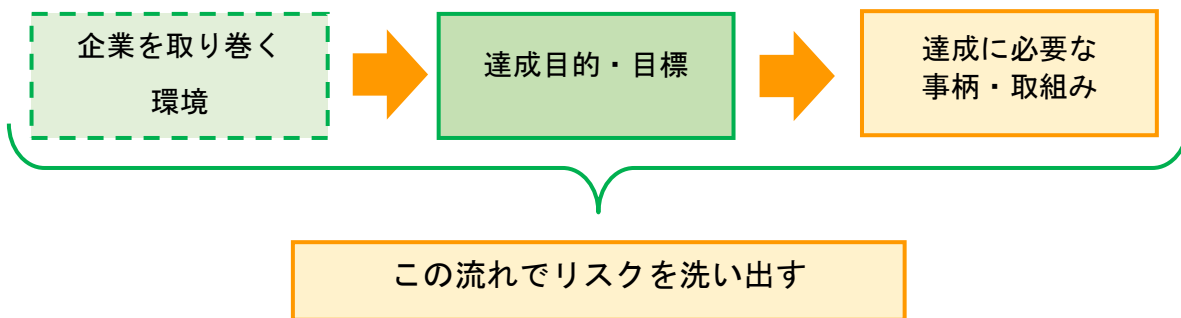 企業を取り巻く
環境
達成目的・目標
達成に必要な
事柄・取組み
この流れでリスクを洗い出す